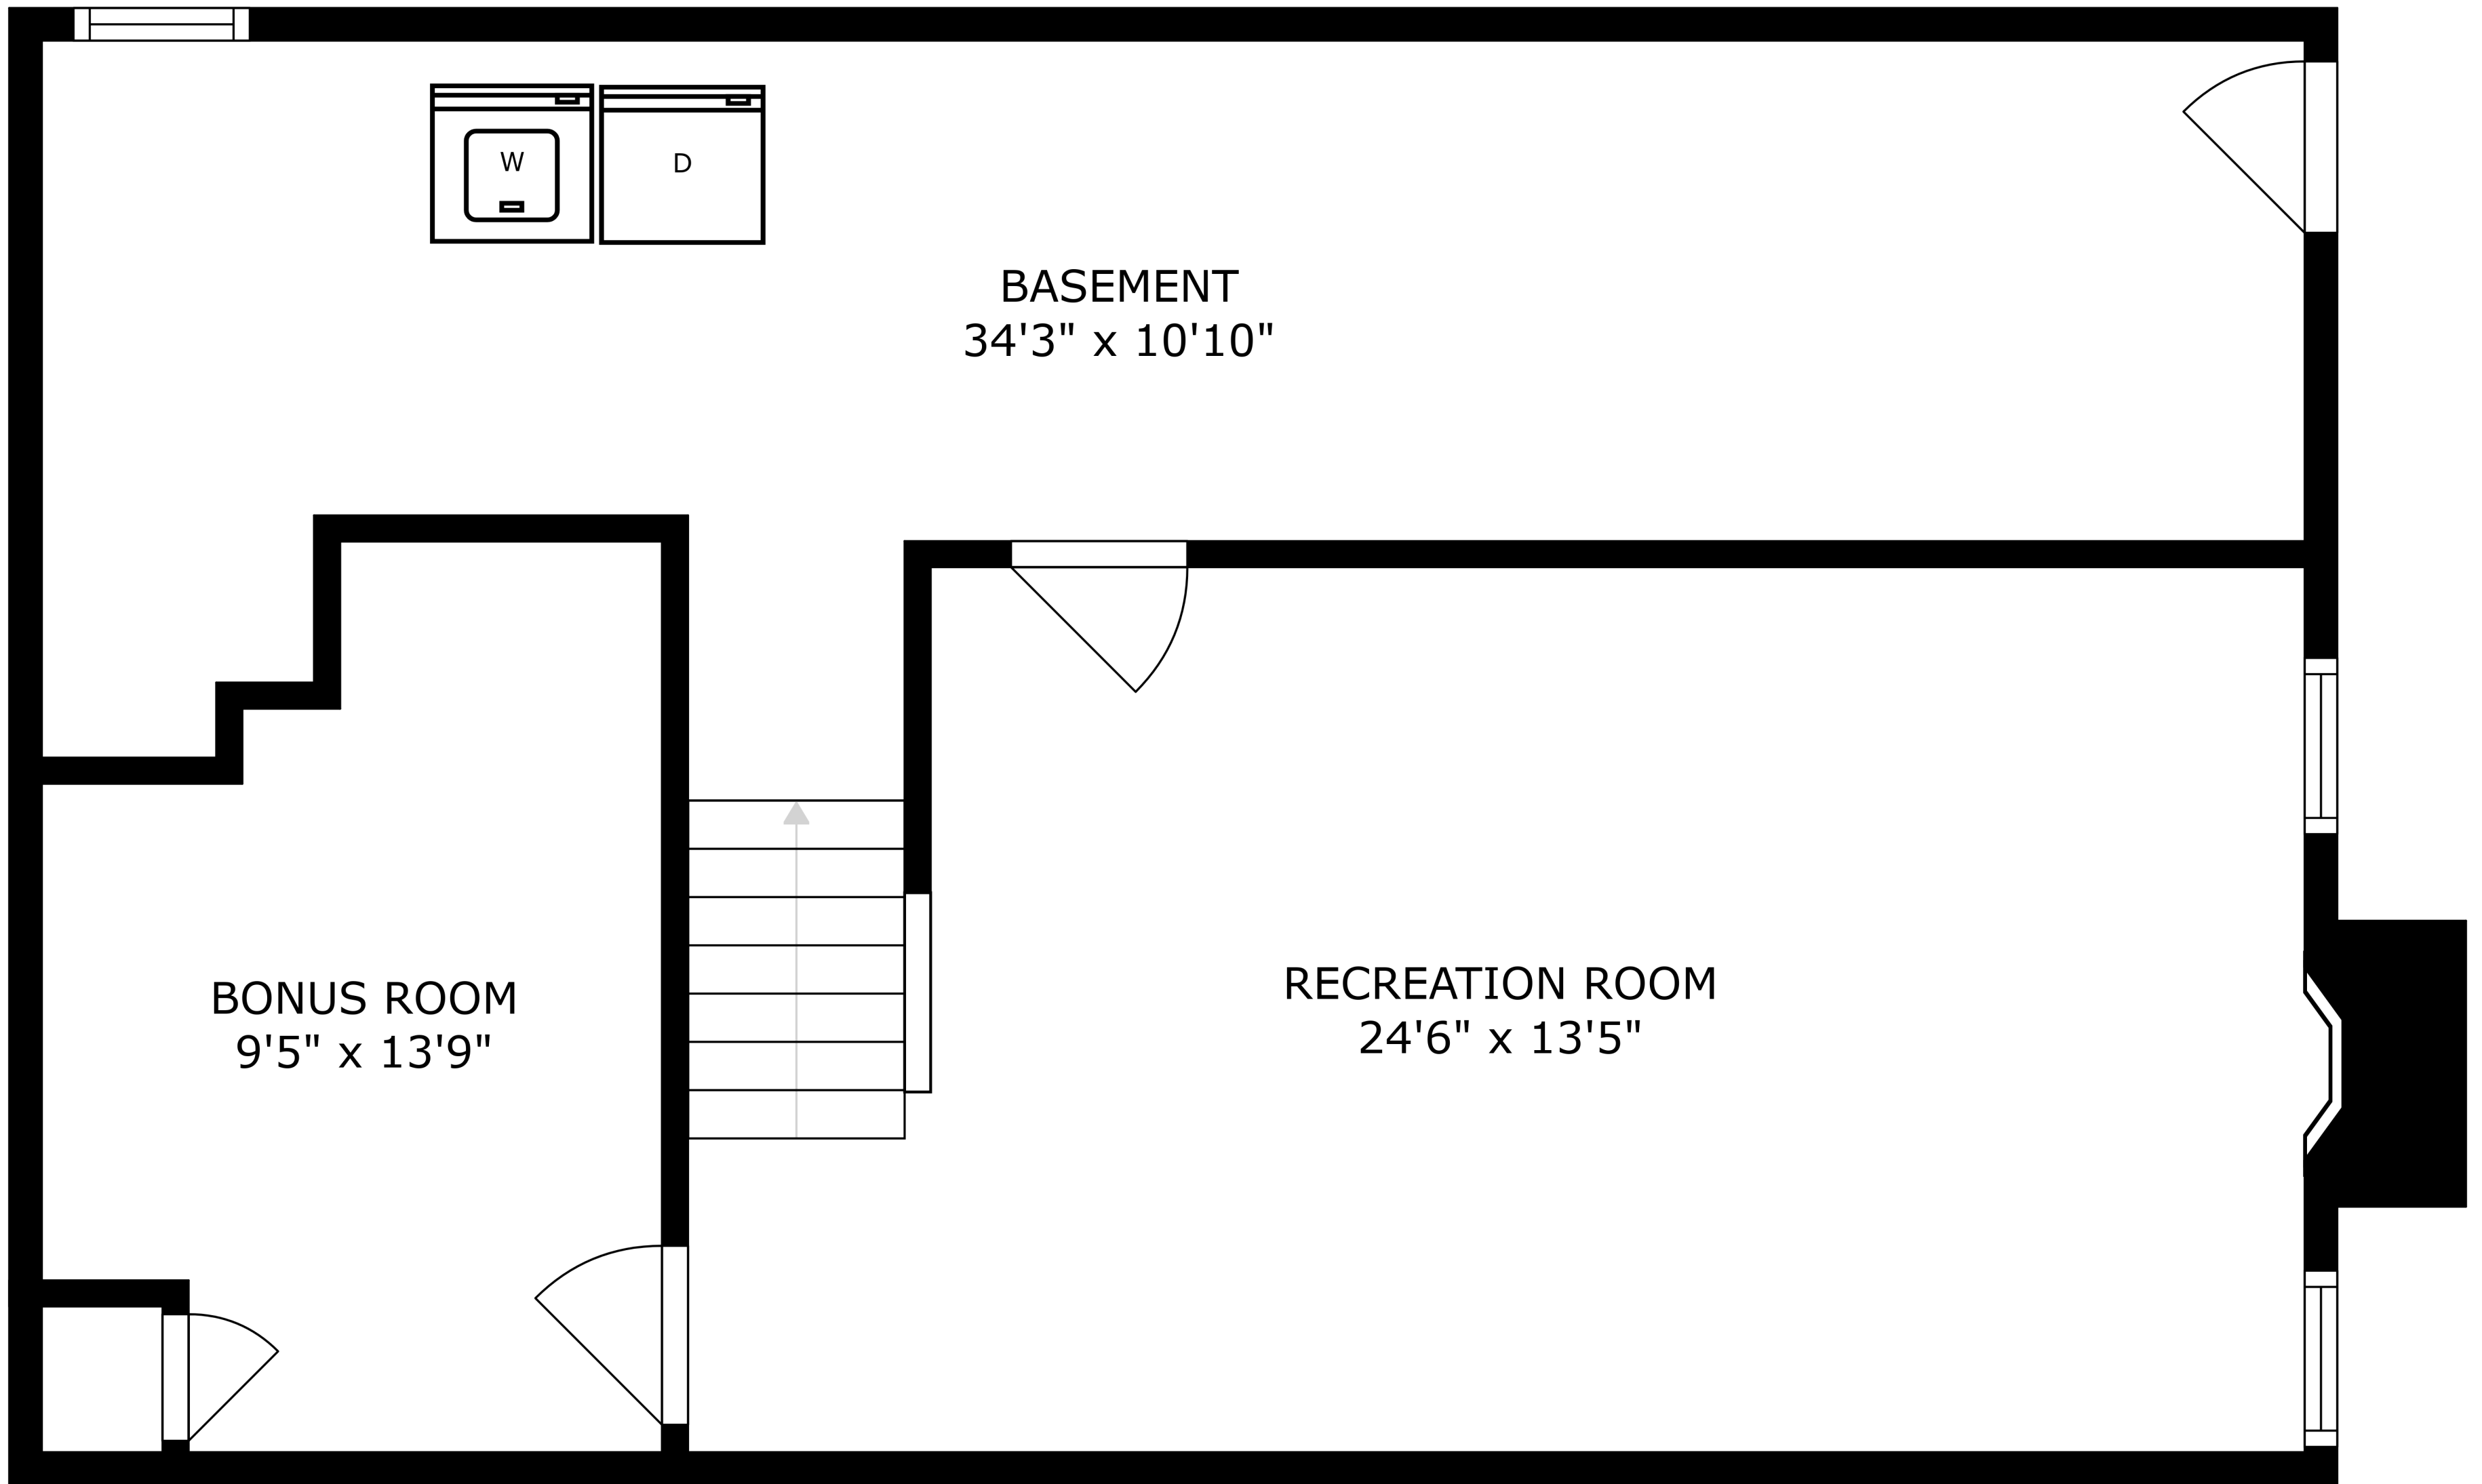 W
D
BASEMENT
34'3" x 10'10"
BONUS ROOM
9'5" x 13'9"
RECREATION ROOM
24'6" x 13'5"